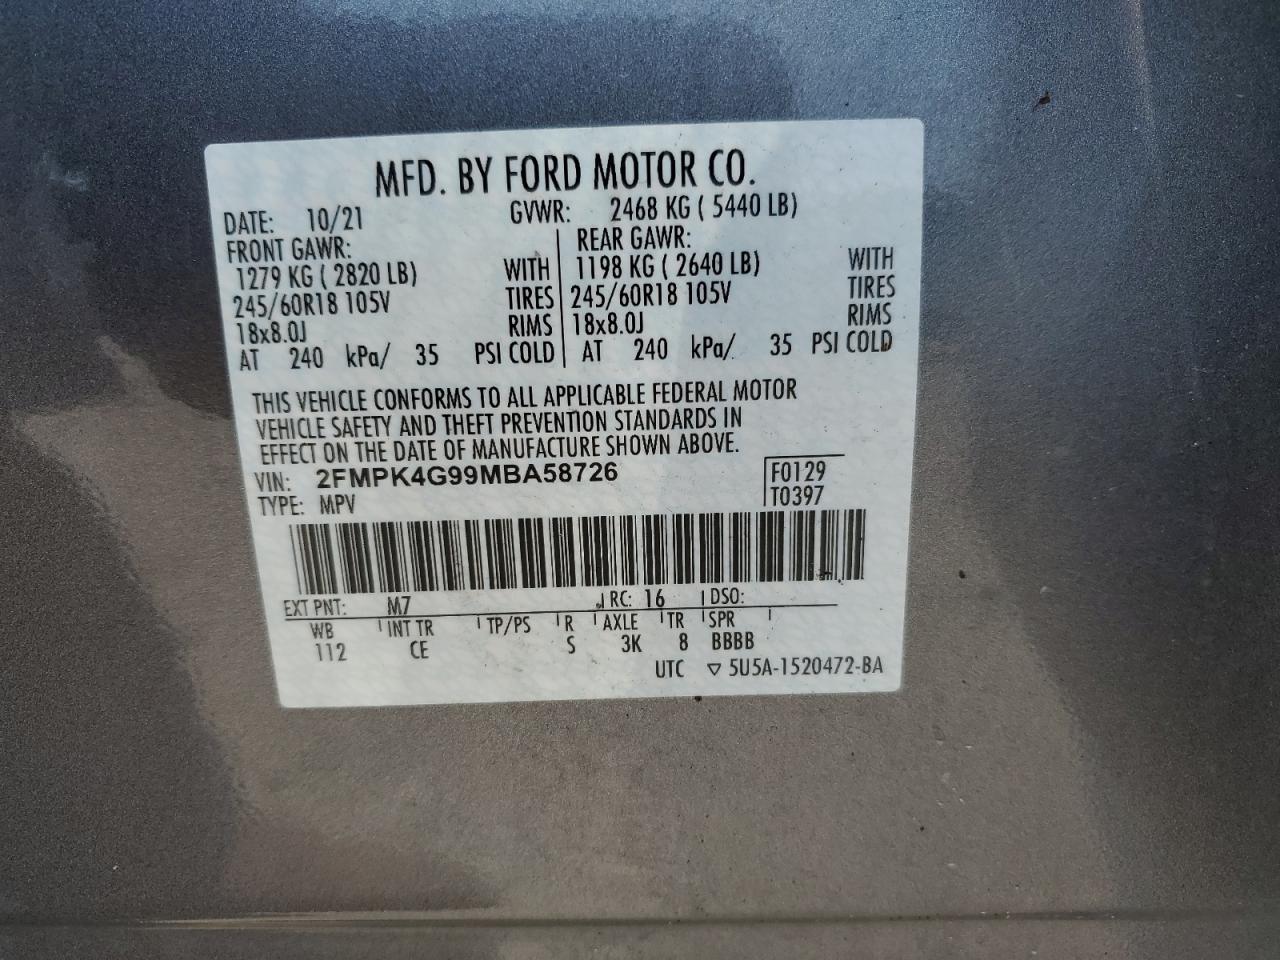 MFD. BY FORD MOTOR CO.
DATE: 10/21 GVWR: 2468 KG ( 5440 LB)
FRONT GAWR: REAR GAWR:
1279 KG ( 2820 LB) WITH 1198 KG ( 2640 LB) WITH
245/60R18 105V TIRES 245/60R18 105V TIRES
18x8.0J RIMS 18x8.0J RIMS
AT 240 kPa/ 35 PSI COLD AT 240 kPa/ 35 PSI COLD
THIS VEHICLE CONFORMS TO ALL APPLICABLE FEDERAL MOTOR
VEHICLE SAFETY AND THEFT PREVENTION STANDARDS IN
EFFECT ON THE DATE OF MANUFACTURE SHOWN ABOVE.
VIN: 2FMPK4G99MBA58726 F0129
TYPE: MPV T0397
EXT PNT: M7 RC: 16 DSO:
WB INT TR TP/PS R AXLE TR SPR
112 CE S 3K 8 BBBB
UTC ▽ 5U5A-1520472-BA